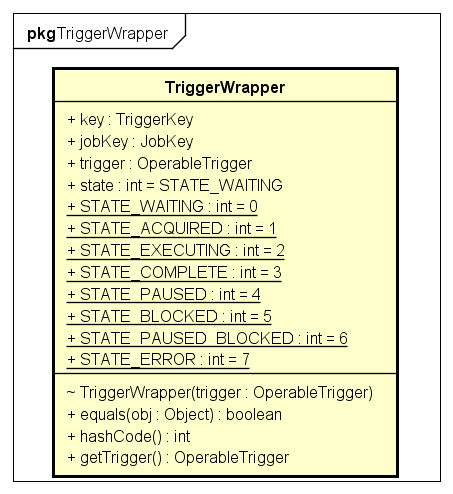 pkg TriggerWrapper
TriggerWrapper
+ key : TriggerKey
+ jobKey : JobKey
+ trigger : OperableTrigger
+ state : int = STATE_WAITING
+ STATE_WAITING : int = 0
+ STATE_ACQUIRED : int = 1
+ STATE_EXECUTING : int = 2
+ STATE_COMPLETE : int = 3
+ STATE_PAUSED : int = 4
+ STATE_BLOCKED : int = 5
+ STATE_PAUSED_BLOCKED : int = 6
+ STATE_ERROR : int = 7
~ TriggerWrapper(trigger : OperableTrigger)
+ equals(obj : Object) : boolean
+ hashCode() : int
+ getTrigger() : OperableTrigger